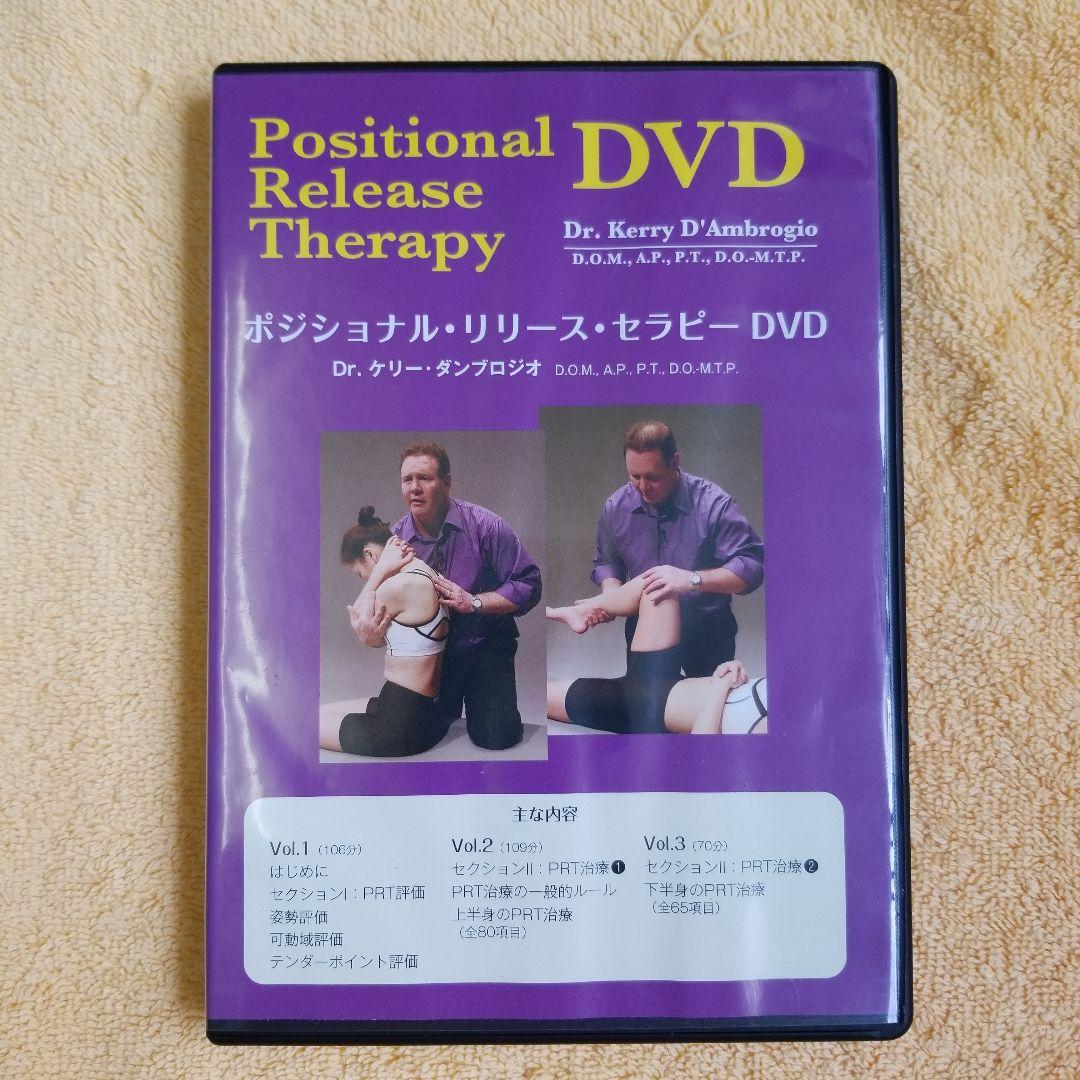 Positional
Release
Therapy
DVD
Dr. Kerry D'Ambrogio
D.O.M., A.P., P.T., D.O.-M.T.P.
ポジショナル・リリース・セラピー DVD
Dr. ケリー・ダンブロジオ D.O.M., A.P., P.T., D.O.-M.T.P.
主な内容
Vol.1（106分）
はじめに
セクションI：PRT評価
姿勢評価
可動域評価
テンダーポイント評価
Vol.2（109分）
セクションII：PRT治療❶
PRT治療の一般的ルール
上半身のPRT治療
（全80項目）
Vol.3（70分）
セクションII：PRT治療❷
下半身のPRT治療
（全65項目）